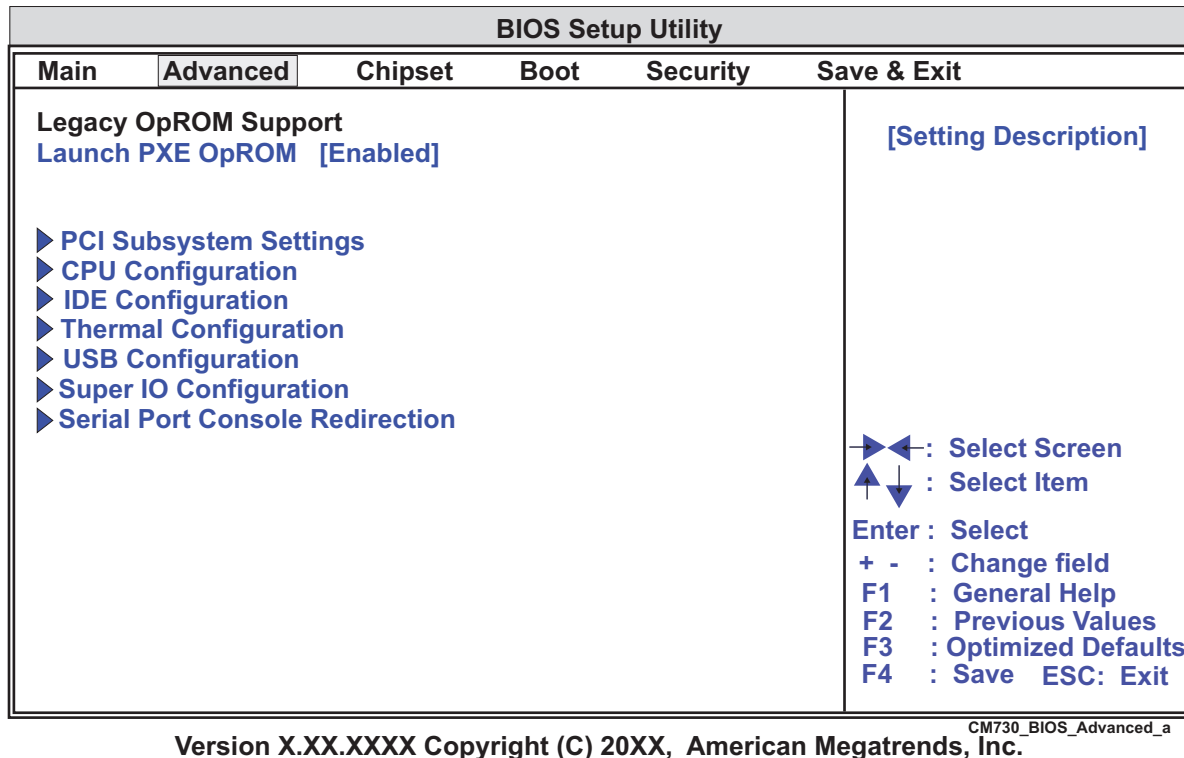 BIOS Setup Utility
Main Advanced Chipset Boot Security Save & Exit
Legacy OpROM Support
Launch PXE OpROM [Enabled]
PCI Subsystem Settings
CPU Configuration
IDE Configuration
Thermal Configuration
USB Configuration
Super IO Configuration
Serial Port Console Redirection
[Setting Description]
: Select Screen
: Select Item
Enter : Select
+ - : Change field
F1 : General Help
F2 : Previous Values
F3 : Optimized Defaults
F4 : Save ESC: Exit
CM730_BIOS_Advanced_a
Version X.XX.XXXX Copyright (C) 20XX, American Megatrends, Inc.